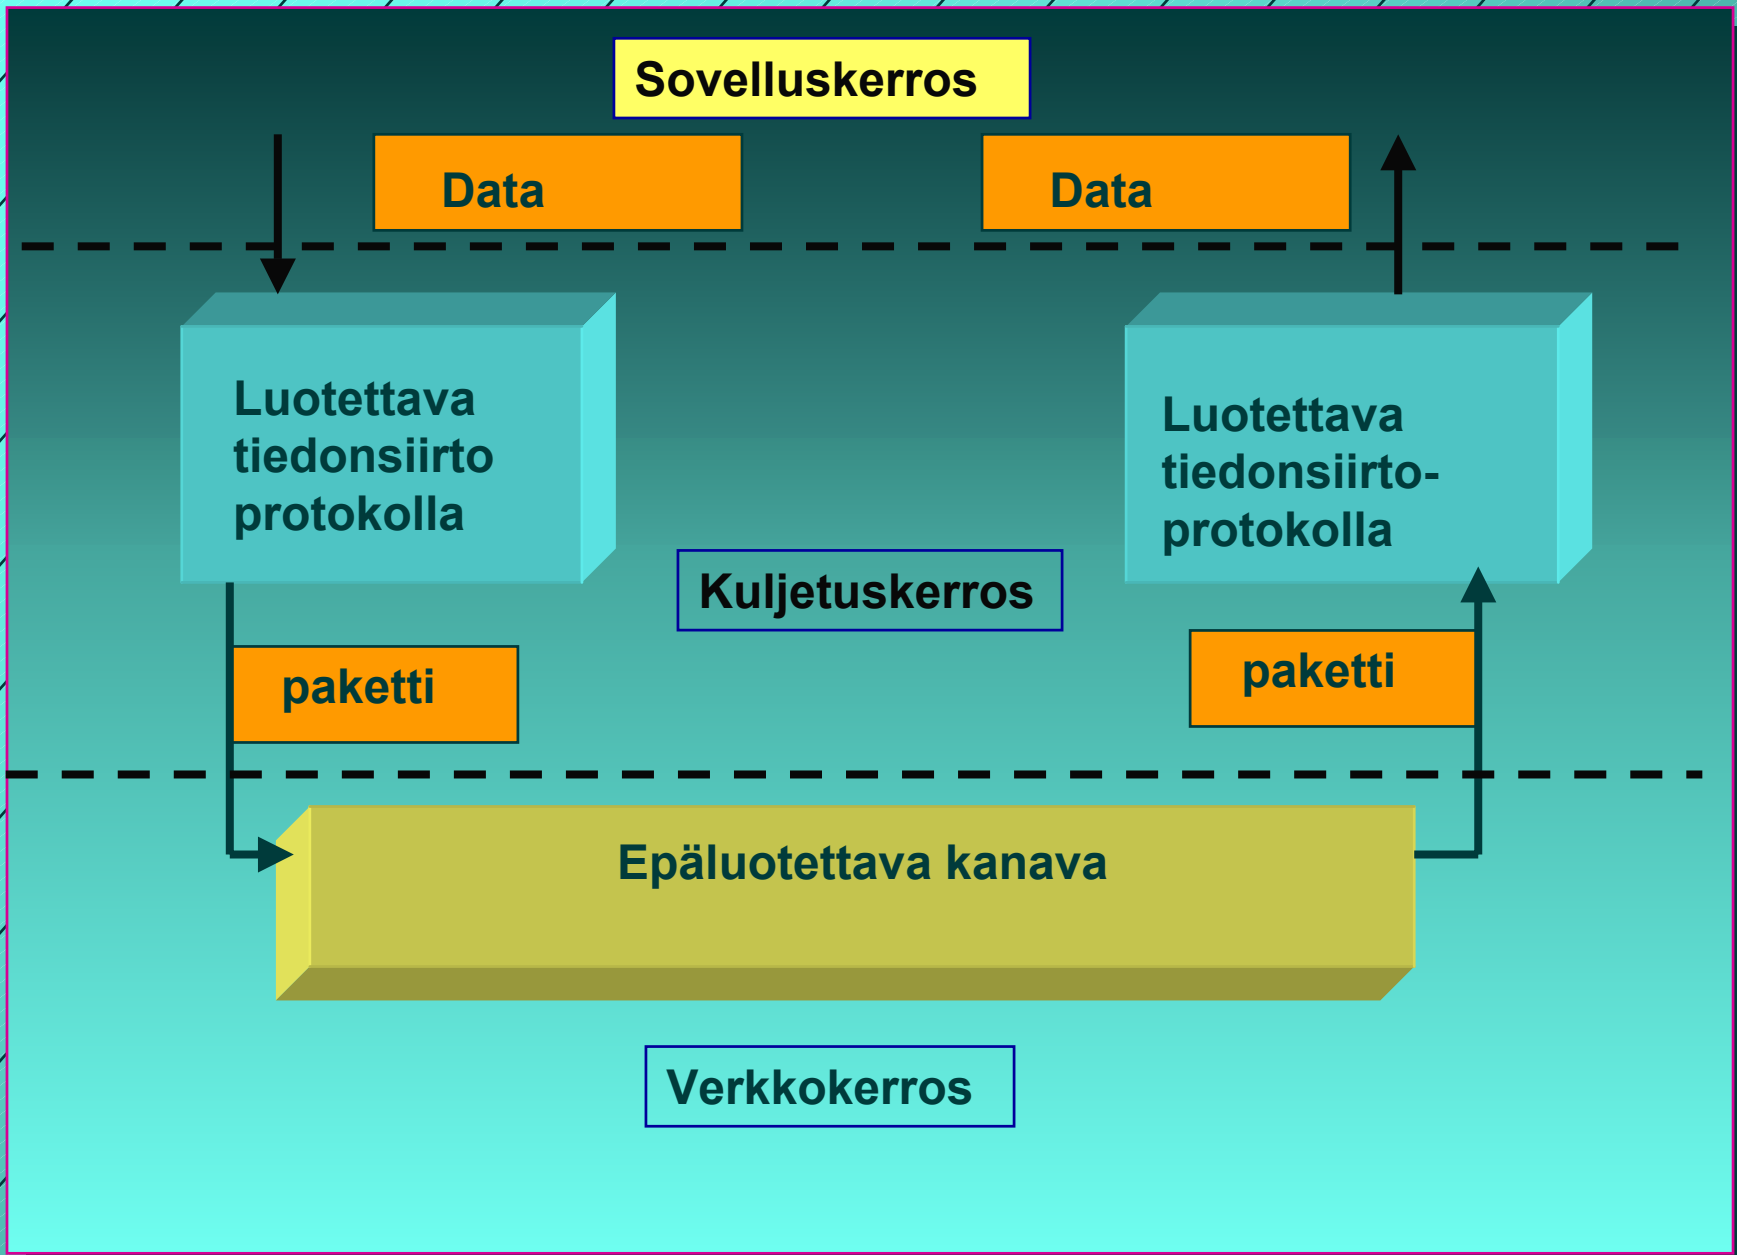 Sovelluskerros
Data
Data
Luotettava
tiedonsiirto
protokolla
Luotettava
tiedonsiirto-
protokolla
Kuljetuskerros
paketti
paketti
Epäluotettava kanava
Verkkokerros